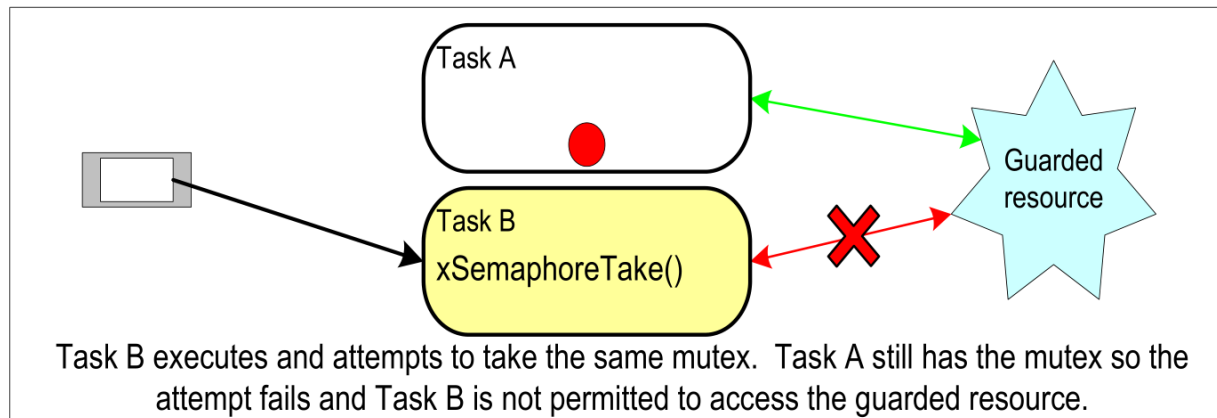 Task A
Guarded
resource
Task B
xSemaphoreTake()
Task B executes and attempts to take the same mutex.  Task A still has the mutex so the
attempt fails and Task B is not permitted to access the guarded resource.